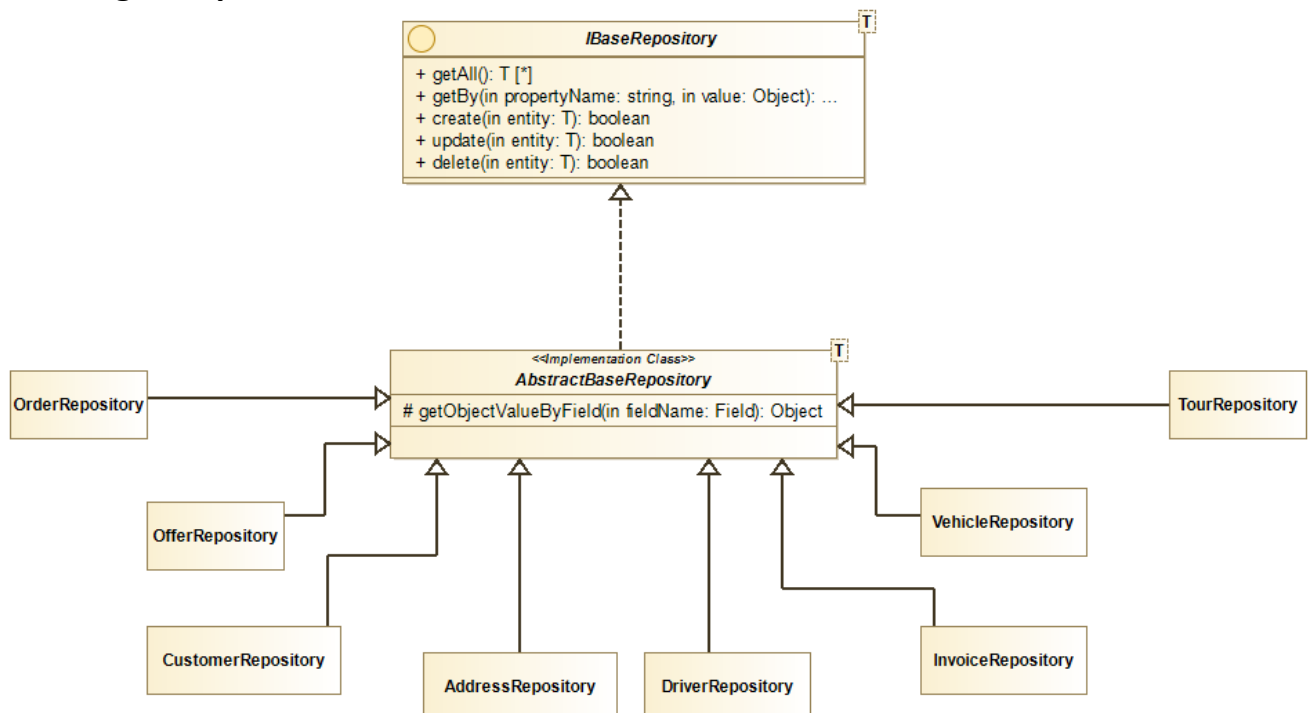 T
IBaseRepository
+ getAll(): T [*]
+ getBy(in propertyName: string, in value: Object): ...
+ create(in entity: T): boolean
+ update(in entity: T): boolean
+ delete(in entity: T): boolean
T
<<Implementation Class>>
AbstractBaseRepository
# getObjectValueByField(in fieldName: Field): Object
OrderRepository
TourRepository
OfferRepository
VehicleRepository
CustomerRepository
AddressRepository
DriverRepository
InvoiceRepository